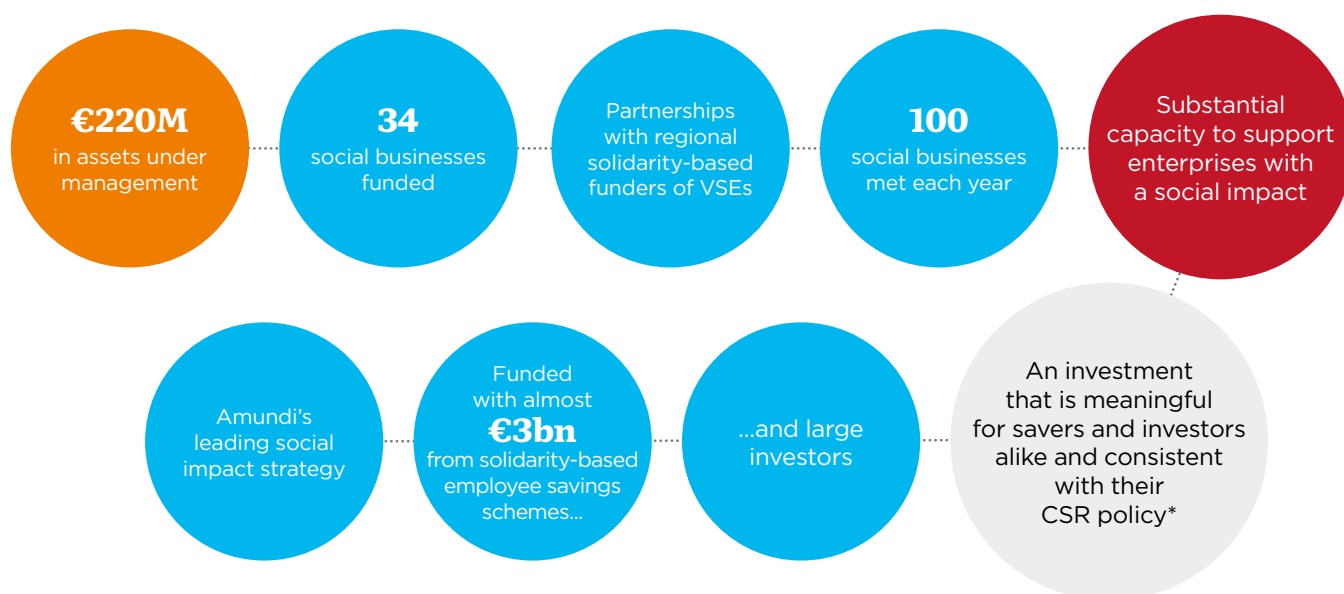 €220M
in assets under
management
34
social businesses
funded
Partnerships
with regional
solidarity-based
funders of VSEs
100
social businesses
met each year
Substantial
capacity to support
enterprises with
a social impact
Amundi’s
leading social
impact strategy
Funded
with almost
€3bn
from solidarity-based
employee savings
schemes...
...and large
investors
An investment
that is meaningful
for savers and investors
alike and consistent
with their
CSR policy*